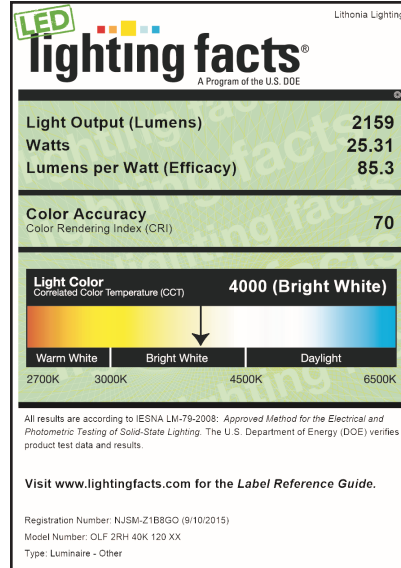 Lithonia Lighting
LED
lighting facts®
A Program of the U.S. DOE
Light Output (Lumens) 2159
Watts 25.31
Lumens per Watt (Efficacy) 85.3
Color Accuracy
Color Rendering Index (CRI) 70
Light Color
Correlated Color Temperature (CCT) 4000 (Bright White)
Warm White Bright White Daylight
2700K 3000K 4500K 6500K
All results are according to IESNA LM-79-2008: Approved Method for the Electrical and
Photometric Testing of Solid-State Lighting. The U.S. Department of Energy (DOE) verifies
product test data and results.
Visit www.lightingfacts.com for the Label Reference Guide.
Registration Number: NJSM-Z1B8GO (9/10/2015)
Model Number: OLF 2RH 40K 120 XX
Type: Luminaire - Other